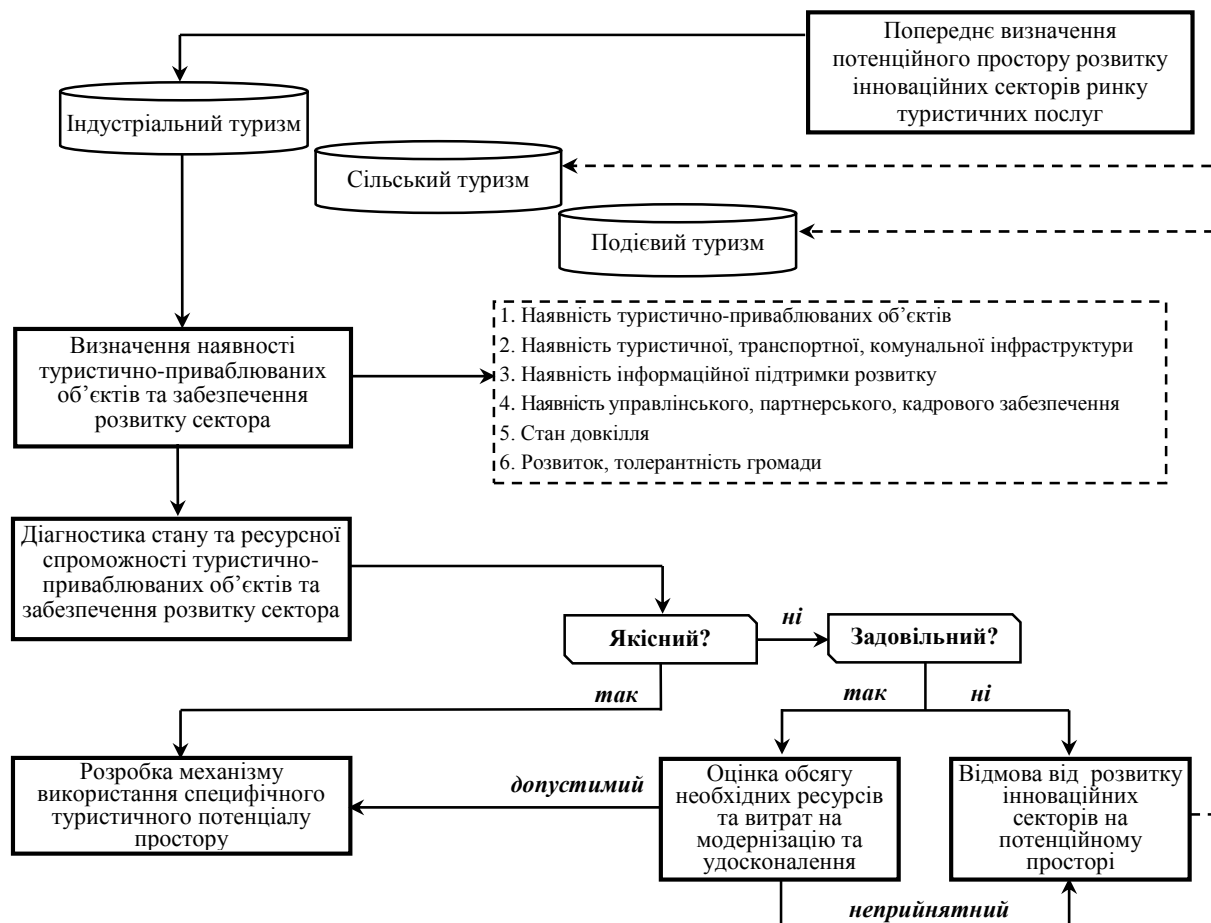 Попереднє визначення
потенційного простору розвитку
інноваційних секторів ринку
туристичних послуг
Індустріальний туризм
Сільський туризм
Подієвий туризм
Визначення наявності
туристично-приваблюваних
об’єктів та забезпечення
розвитку сектора
1. Наявність туристично-приваблюваних об’єктів
2. Наявність туристичної, транспортної, комунальної інфраструктури
3. Наявність інформаційної підтримки розвитку
4. Наявність управлінського, партнерського, кадрового забезпечення
5. Стан довкілля
6. Розвиток, толерантність громади
Діагностика стану та ресурсної
спроможності туристично-
приваблюваних об’єктів та
забезпечення розвитку сектора
Якісний?
ні
Задовільний?
так
так
ні
Розробка механізму
використання специфічного
туристичного потенціалу
простору
допустимий
Оцінка обсягу
необхідних ресурсів
та витрат на
модернізацію та
удосконалення
Відмова від розвитку
інноваційних
секторів на
потенційному
просторі
неприйнятний